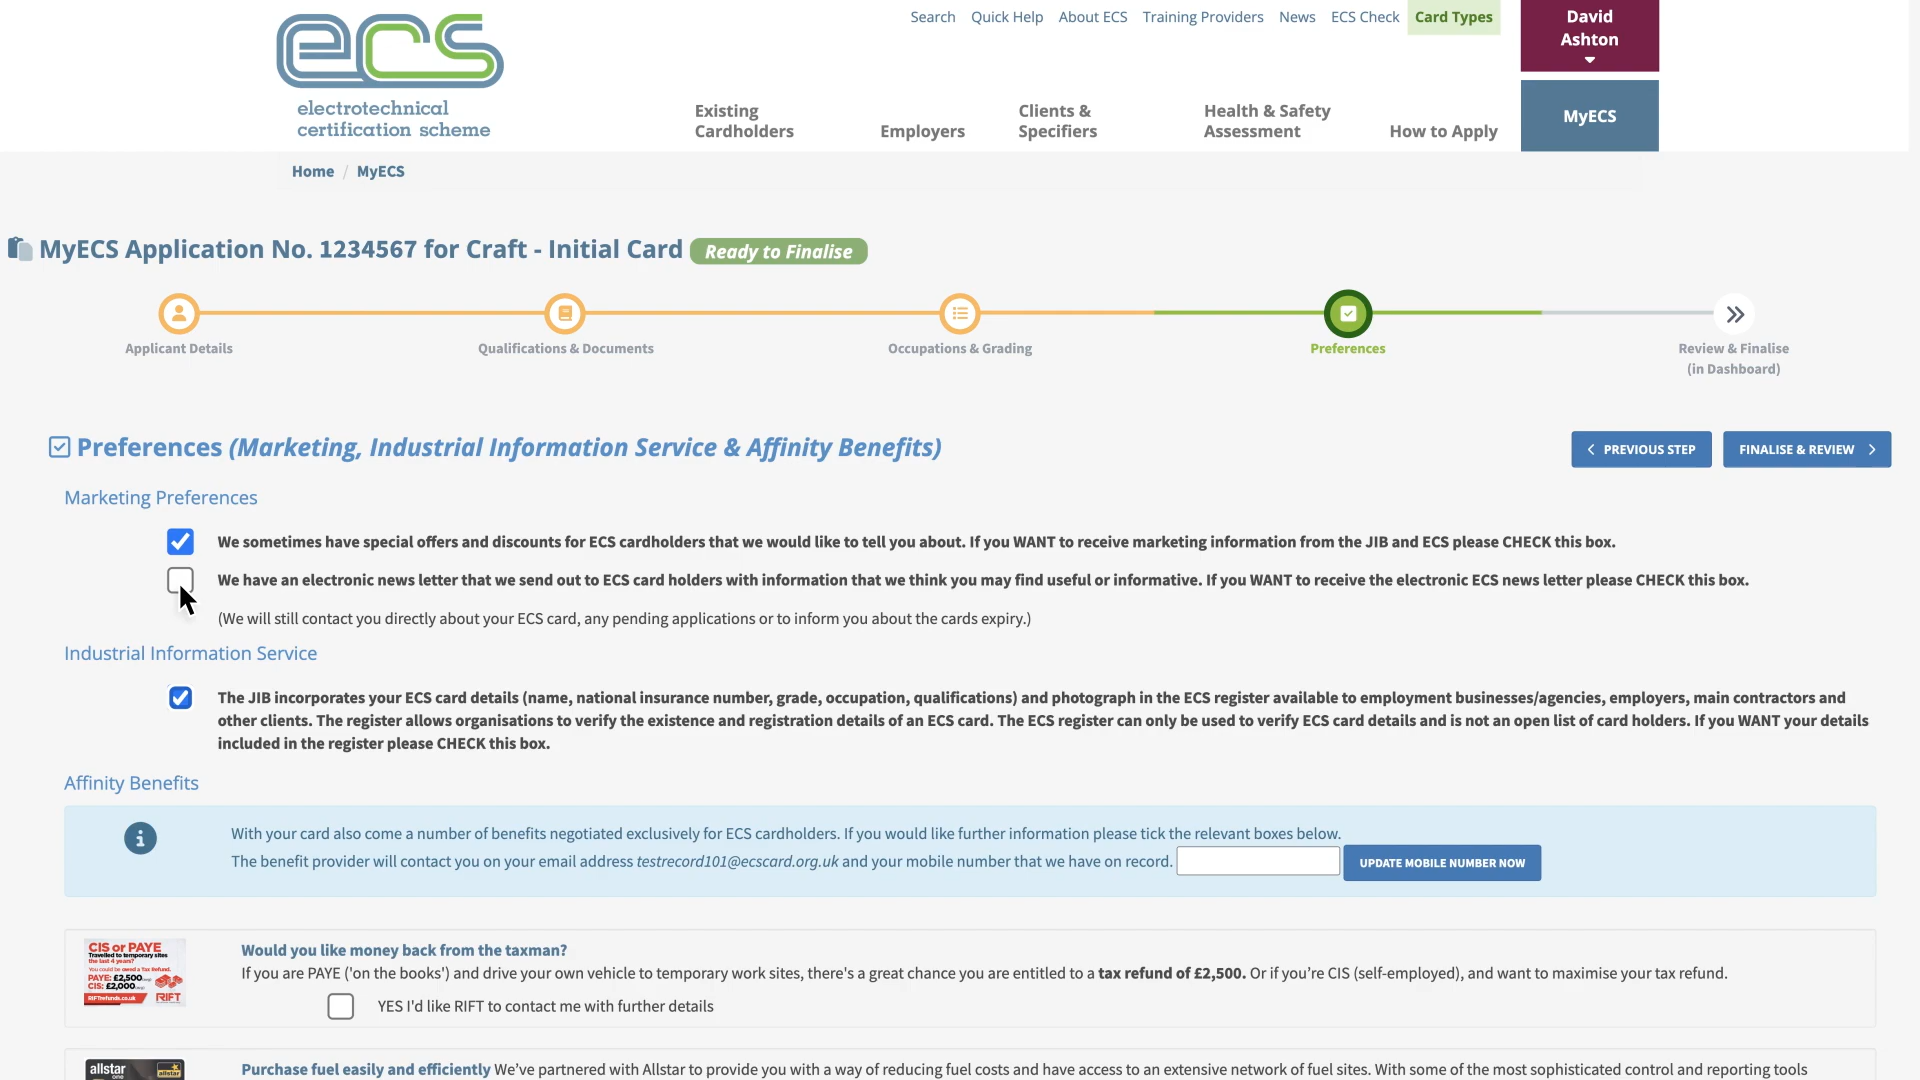 Search Quick Help About ECS Training Providers News ECS Check Card Types
David
Ashton
ecs
electrotechnical
certification scheme
Existing
Cardholders
Employers
Clients &
Specifiers
Health & Safety
Assessment
How to Apply
MyECS
Home / MyECS
MyECS Application No. 1234567 for Craft - Initial Card Ready to Finalise
Applicant Details
Qualifications & Documents
Occupations & Grading
Preferences
Review & Finalise
(in Dashboard)
Preferences (Marketing, Industrial Information Service & Affinity Benefits)
PREVIOUS STEP
FINALISE & REVIEW
Marketing Preferences
We sometimes have special offers and discounts for ECS cardholders that we would like to tell you about. If you WANT to receive marketing information from the JIB and ECS please CHECK this box.
We have an electronic news letter that we send out to ECS card holders with information that we think you may find useful or informative. If you WANT to receive the electronic ECS news letter please CHECK this box.
(We will still contact you directly about your ECS card, any pending applications or to inform you about the cards expiry.)
Industrial Information Service
The JIB incorporates your ECS card details (name, national insurance number, grade, occupation, qualifications) and photograph in the ECS register available to employment businesses/agencies, employers, main contractors and
other clients. The register allows organisations to verify the existence and registration details of an ECS card. The ECS register can only be used to verify ECS card details and is not an open list of card holders. If you WANT your details
included in the register please CHECK this box.
Affinity Benefits
With your card also come a number of benefits negotiated exclusively for ECS cardholders. If you would like further information please tick the relevant boxes below.
The benefit provider will contact you on your email address testrecord101@ecscard.org.uk and your mobile number that we have on record.
UPDATE MOBILE NUMBER NOW
CIS or PAYE
Travelled to temporary sites
the last 4 years?
You could be owed a Tax Refund.
PAYE: £2,500
CIS: £2,000
RIFTrefunds.co.uk
RIFT
Would you like money back from the taxman?
If you are PAYE ('on the books') and drive your own vehicle to temporary work sites, there's a great chance you are entitled to a tax refund of £2,500. Or if you're CIS (self-employed), and want to maximise your tax refund.
YES I'd like RIFT to contact me with further details
allstar
one
allstar
Purchase fuel easily and efficiently We've partnered with Allstar to provide you with a way of reducing fuel costs and have access to an extensive network of fuel sites. With some of the most sophisticated control and reporting tools